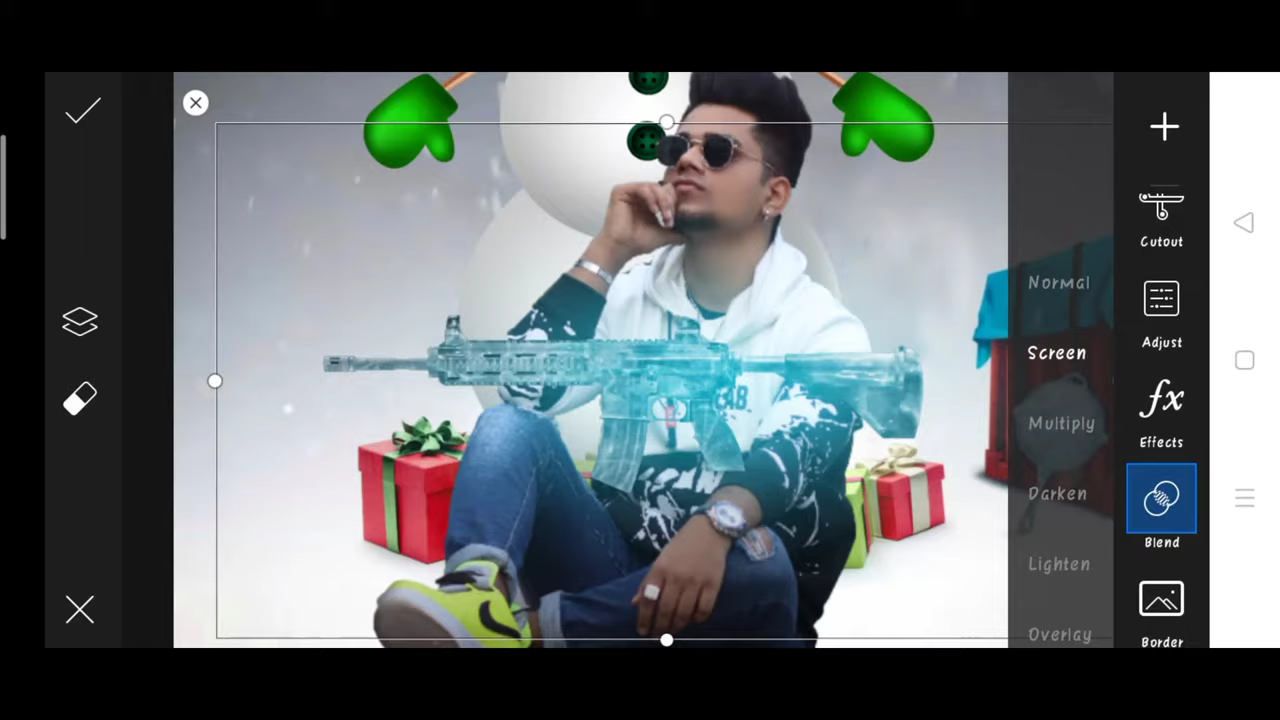 Cutout
Normal
Adjust
Screen
Multiply
fx
Effects
Darken
Blend
Lighten
Overlay
Border